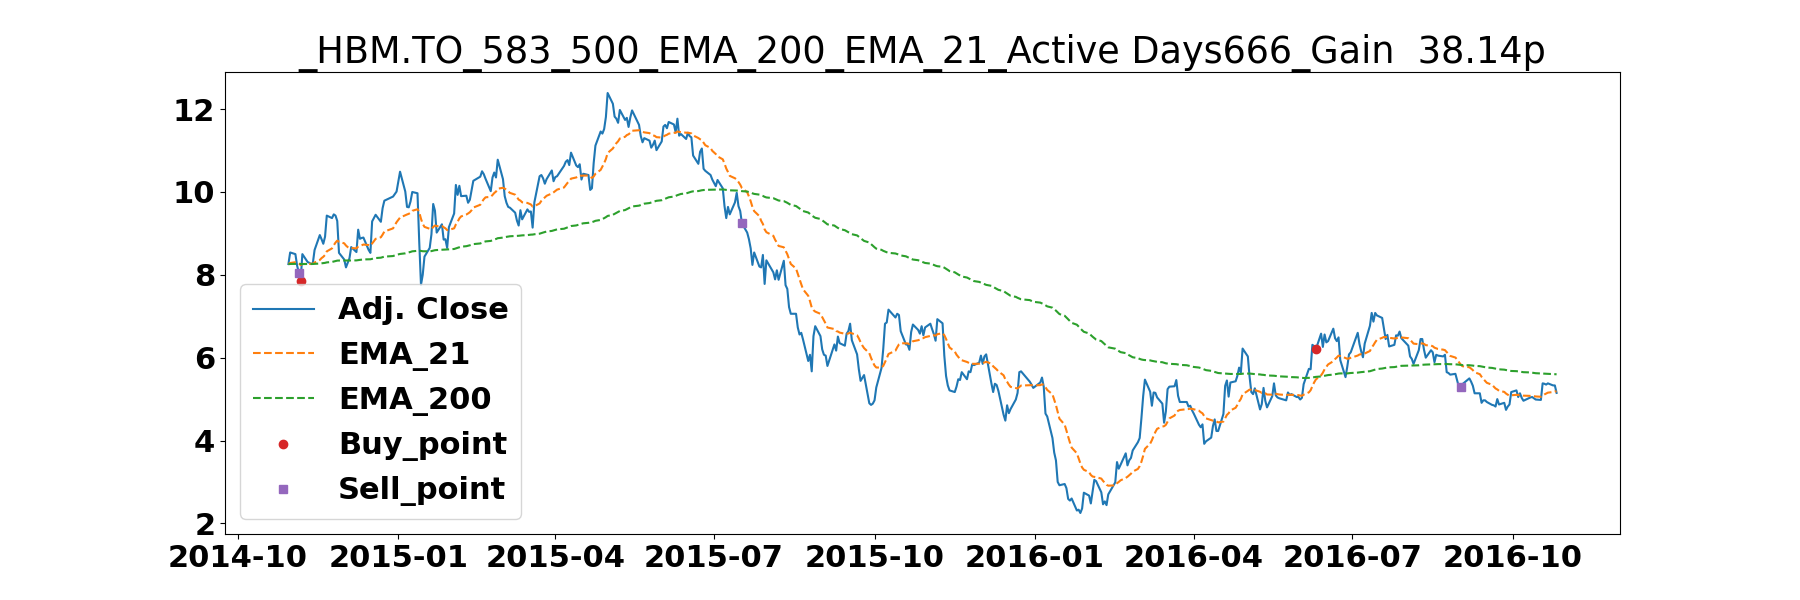 _HBM.TO_583_500_EMA_200_EMA_21_Active Days666_Gain  38.14p
12
10
8
6
4
2
Adj. Close
EMA_21
EMA_200
Buy_point
Sell_point
2014-10 2015-01 2015-04 2015-07 2015-10 2016-01 2016-04 2016-07 2016-10